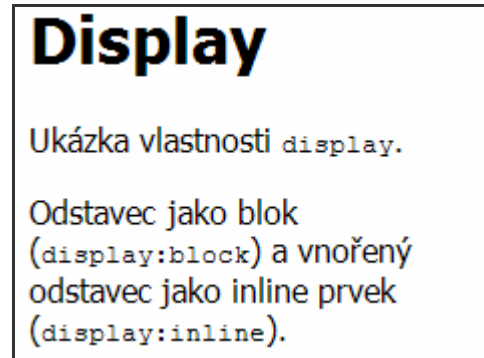 Display
Ukázka vlastnosti display.
Odstavec jako blok
(display:block) a vnořený
odstavec jako inline prvek
(display:inline).